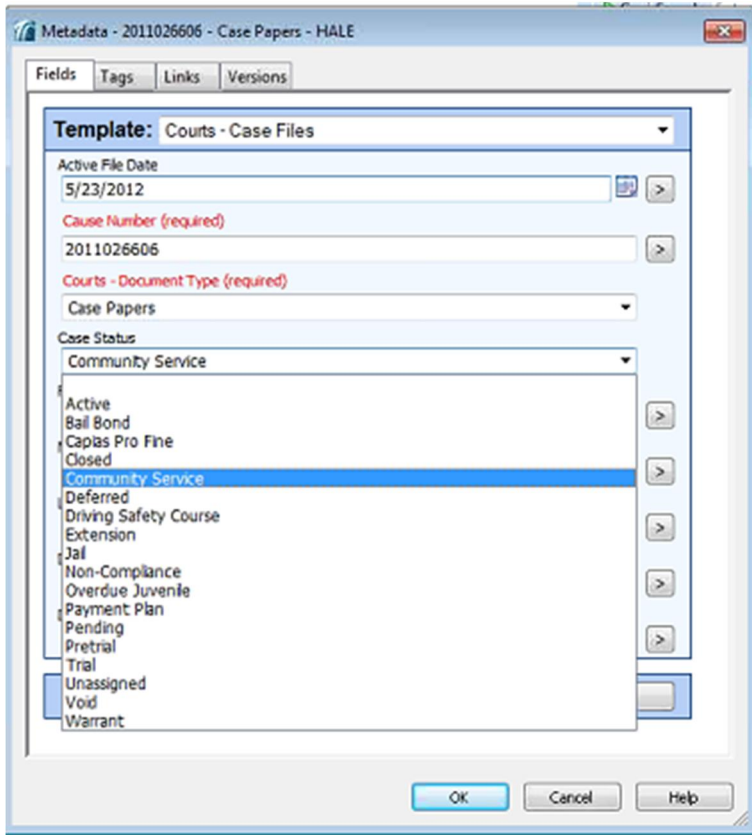 Metadata - 2011026606 - Case Papers - HALE
Fields Tags Links Versions
Template: Courts - Case Files
Active File Date
5/23/2012
>
Cause Number (required)
2011026606
>
Courts - Document Type (required)
Case Papers
Case Status
Community Service
Active
Bail Bond
>
Capias Pro Fine
Closed
Community Service
>
Deferred
Driving Safety Course
Extension
>
Jail
Non-Compliance
>
Overdue Juvenile
Payment Plan
Pending
Pretrial
>
Trial
Unassigned
Void
Warrant
OK Cancel Help